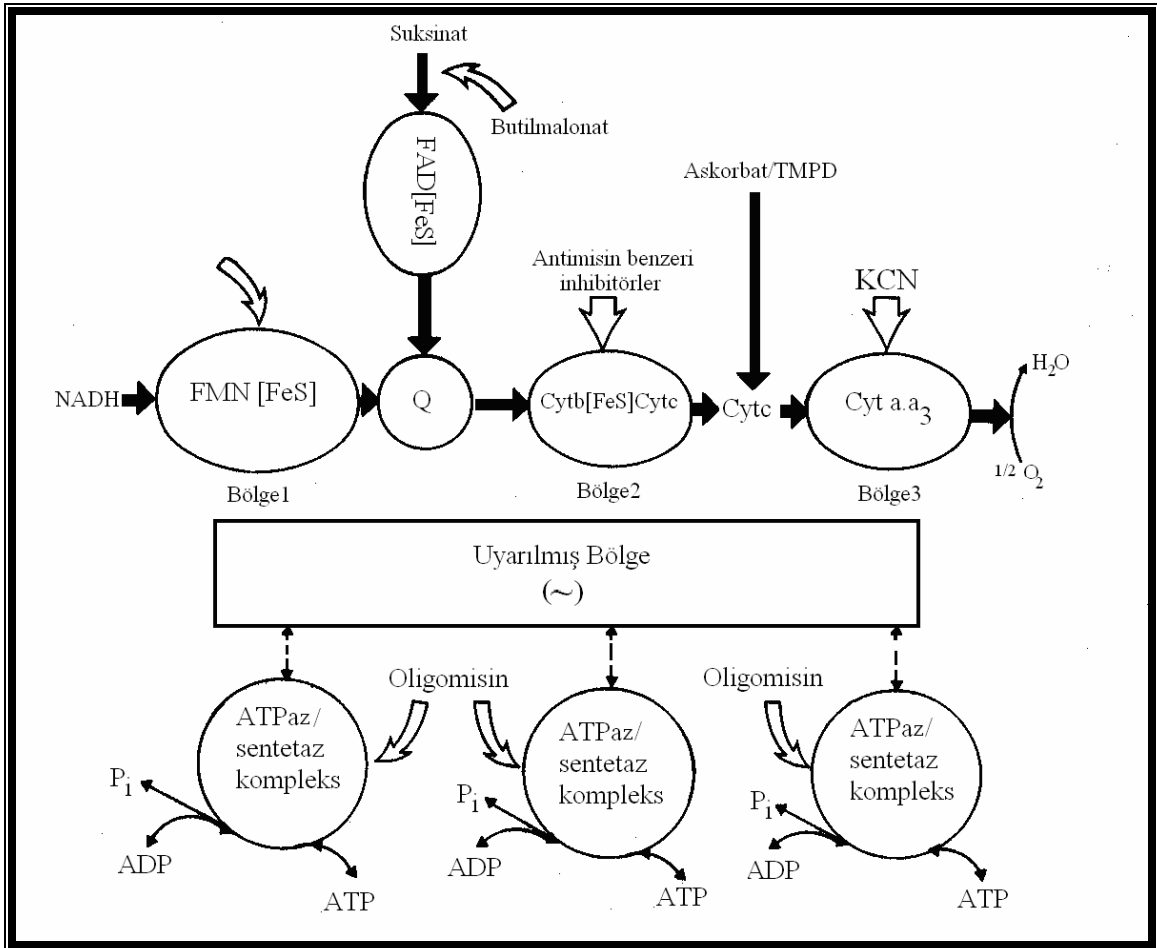 Suksinat
Butilmalonat
FAD[FeS]
Askorbat/TMPD
Antimisin benzeri
inhibitörler
KCN
NADH
FMN [FeS]
Q
Cytb[FeS]Cytc
Cytc
Cyt a.a3
H2O
1/2 O2
Bölge1
Bölge2
Bölge3
Uyarılmış Bölge
(~)
Oligomisin
Oligomisin
ATPaz/
sentetaz
kompleks
ATPaz/
sentetaz
kompleks
ATPaz/
sentetaz
kompleks
Pi
ADP
ATP
Pi
ADP
ATP
Pi
ADP
ATP